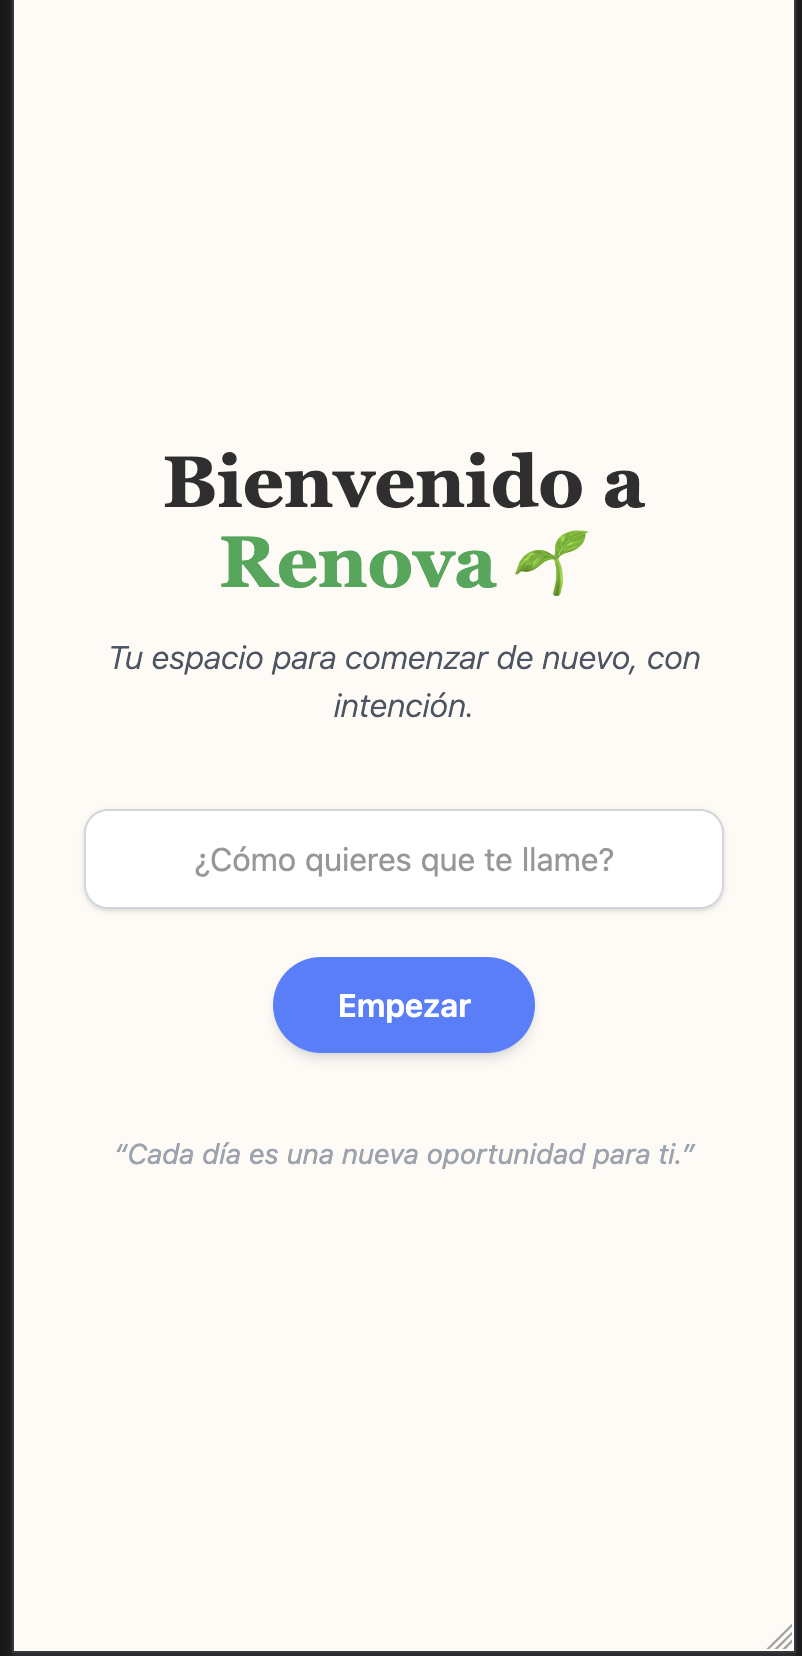 Bienvenido a
Renova 🌱
Tu espacio para comenzar de nuevo, con
intención.
¿Cómo quieres que te llame?
Empezar
“Cada día es una nueva oportunidad para ti.”